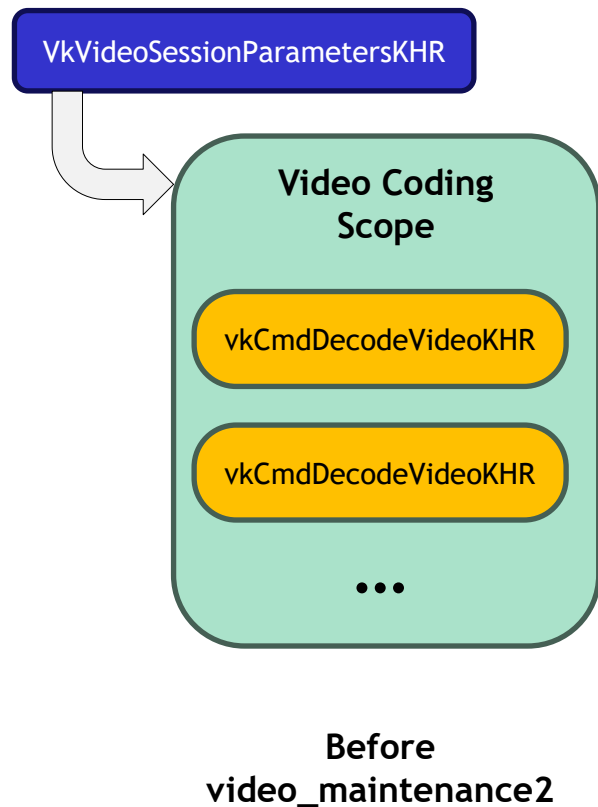 VkVideoSessionParametersKHR
Video Coding
Scope
vkCmdDecodeVideoKHR
vkCmdDecodeVideoKHR
...
Before
video_maintenance2